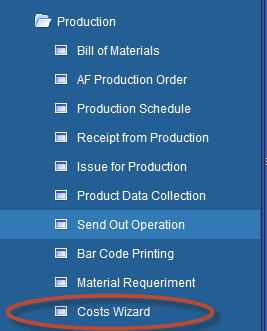 Production
Bill of Materials
AF Production Order
Production Schedule
Receipt from Production
Issue for Production
Product Data Collection
Send Out Operation
Bar Code Printing
Material Requeriment
Costs Wizard